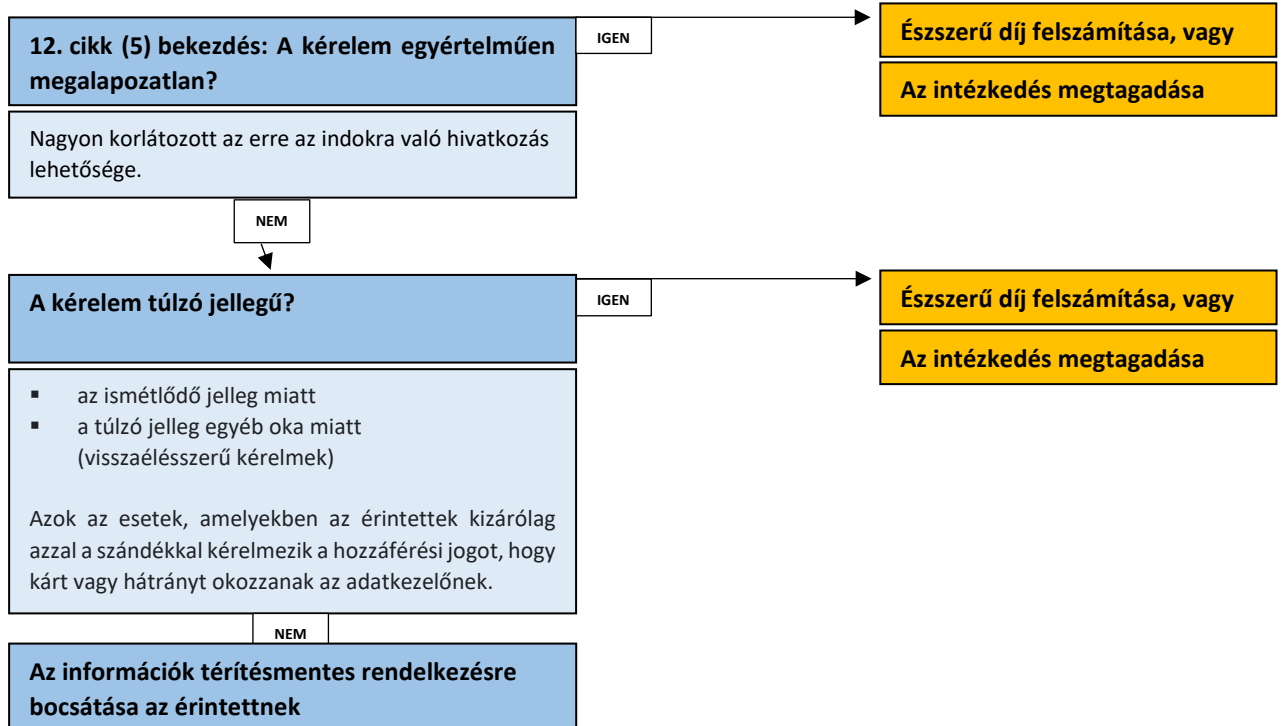 12. cikk (5) bekezdés: A kérelem egyértelműen
megalapozatlan?
IGEN
Észszerű díj felszámítása, vagy
Az intézkedés megtagadása
Nagyon korlátozott az erre az indokra való hivatkozás
lehetősége.
NEM
A kérelem túlzó jellegű?
IGEN
Észszerű díj felszámítása, vagy
Az intézkedés megtagadása
▪ az ismétlődő jelleg miatt
▪ a túlzó jelleg egyéb oka miatt
(visszaélésszerű kérelmek)
Azok az esetek, amelyekben az érintettek kizárólag
azzal a szándékkal kérelmezik a hozzáférési jogot, hogy
kárt vagy hátrányt okozzanak az adatkezelőnek.
NEM
Az információk térítésmentes rendelkezésre
bocsátása az érintettnek